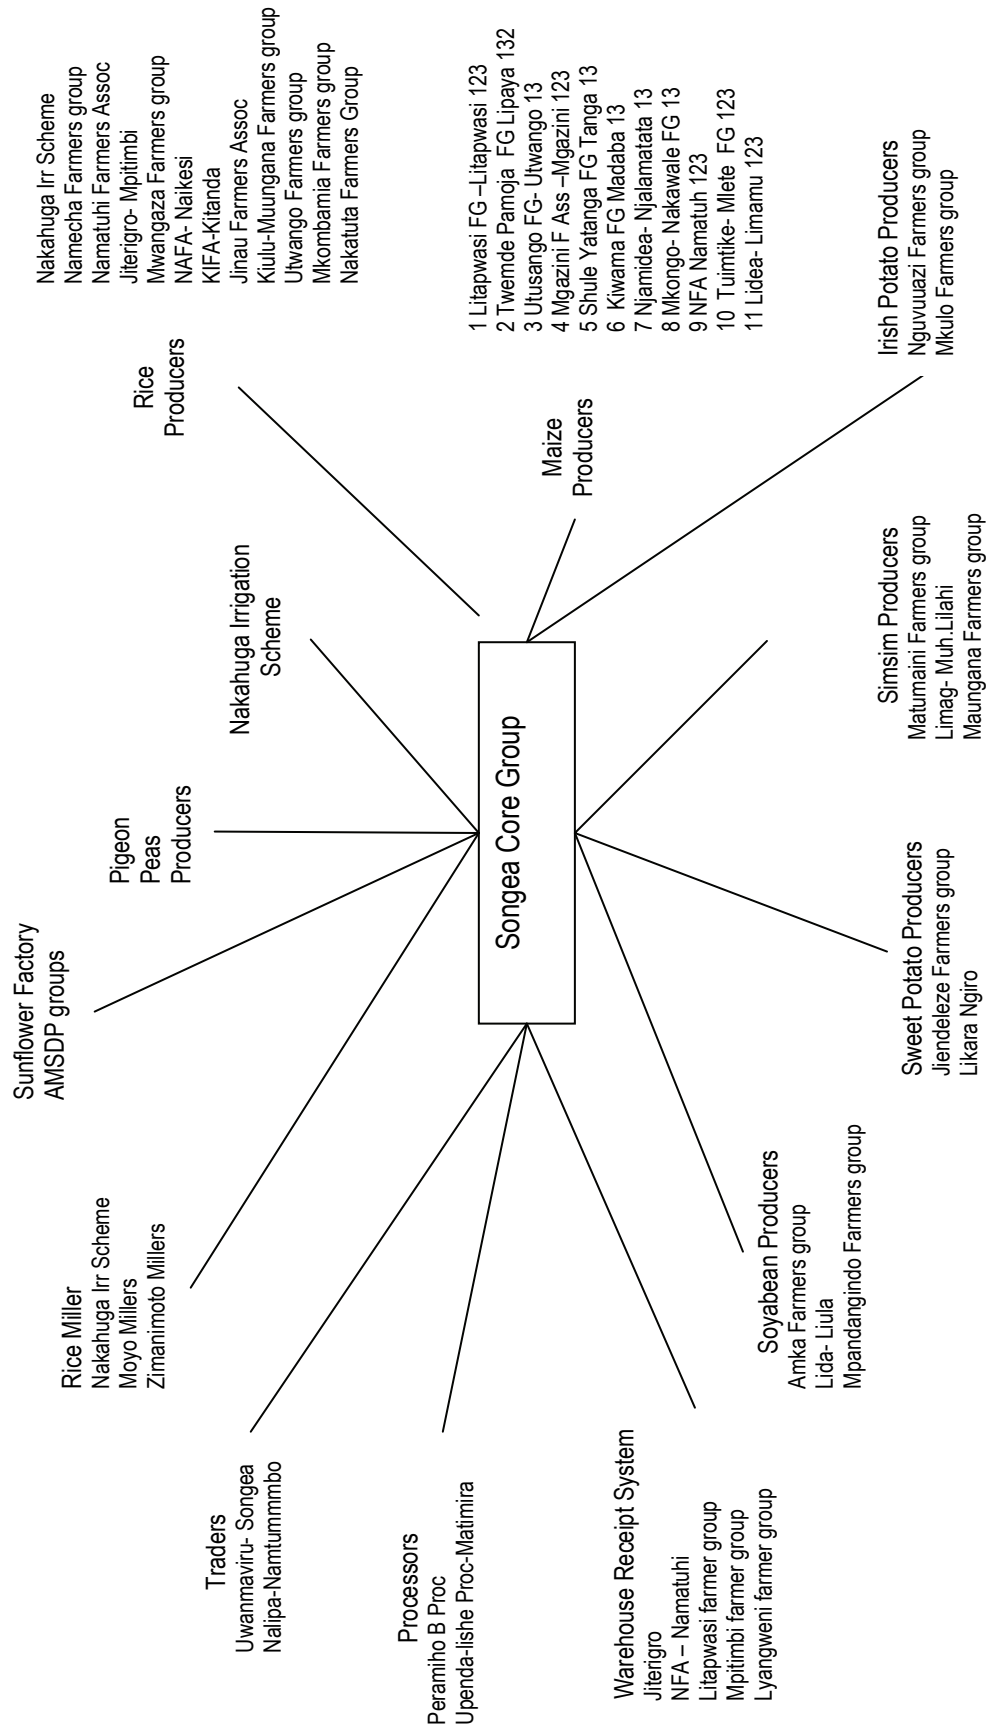 Sunflower Factory
AMSDP groups
Rice Miller
Nakahuga Irr Scheme
Moyo Millers
Zimanimoto Millers
Pigeon
Peas
Producers
Rice
Producers
Nakahuga Irr Scheme
Namecha Farmers group
Namatuhi Farmers Assoc
Jiterigro- Mpitimbi
Mwangaza Farmers group
NAFA- Naikesi
KIFA-Kitanda
Jinau Farmers Assoc
Kiulu-Muungana Farmers group
Utwango Farmers group
Mkombamia Farmers group
Nakatuta Farmers Group
Traders
Uwanmaviru- Songea
Nalipa-Namtummmbo
Nakahuga Irrigation
Scheme
Processors
Peramiho B Proc
Upenda-lishe Proc-Matimira
Songea Core Group
Maize
Producers
1 Litapwasi FG –Litapwasi 123
2 Twemde Pamoja  FG Lipaya 132
3 Utusango FG- Utwango 13
4 Mgazini F Ass –Mgazini 123
5 Shule Yatanga FG Tanga 13
6  Kiwama FG Madaba 13
7 Njamidea- Njalamatata 13
8 Mkongo- Nakawale FG 13
9 NFA Namatuh 123
10  Tuimtike- Mlete  FG 123
11 Lidea- Limamu 123
Warehouse Receipt System
Jiterigro
NFA – Namatuhi
Litapwasi farmer group
Mpitimbi farmer group
Lyangweni farmer group
Soyabean Producers
Amka Farmers group
Lida- Liula
Mpandangindo Farmers group
Sweet Potato Producers
Jiendeleze Farmers group
Likara Ngiro
Simsim Producers
Matumaini Farmers group
Limag- Muh.Lilahi
Maungana Farmers group
Irish Potato Producers
Nguvuuazi Farmers group
Mkulo Farmers group